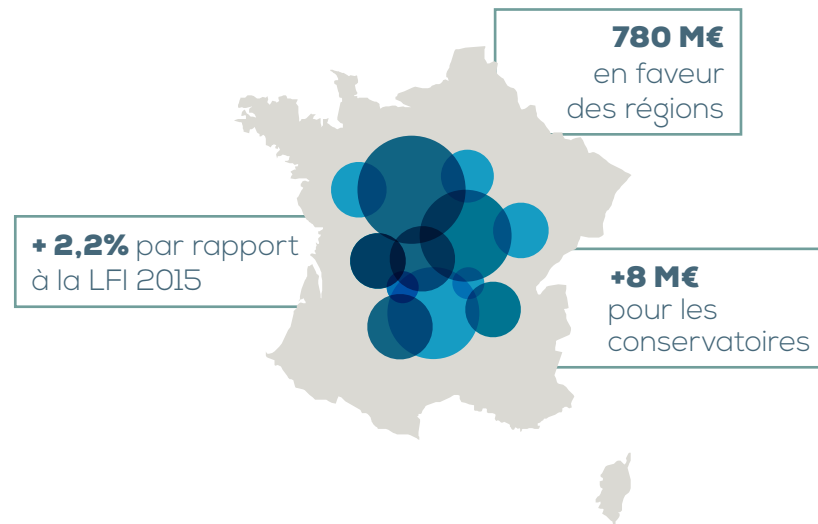 780 M€
en faveur
des régions
+ 2,2% par rapport
à la LFI 2015
+8 M€
pour les
conservatoires